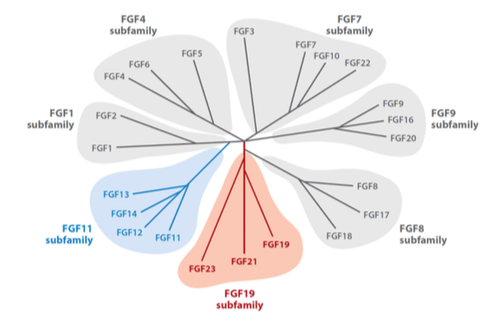 FGF4
subfamily
FGF7
subfamily
FGF3
FGF5
FGF6
FGF4
FGF7
FGF10
FGF22
FGF1
subfamily
FGF2
FGF1
FGF9
FGF16
FGF20
FGF9
subfamily
FGF13
FGF14
FGF12
FGF11
FGF11
subfamily
FGF8
FGF17
FGF18
FGF8
subfamily
FGF23
FGF21
FGF19
FGF19
subfamily